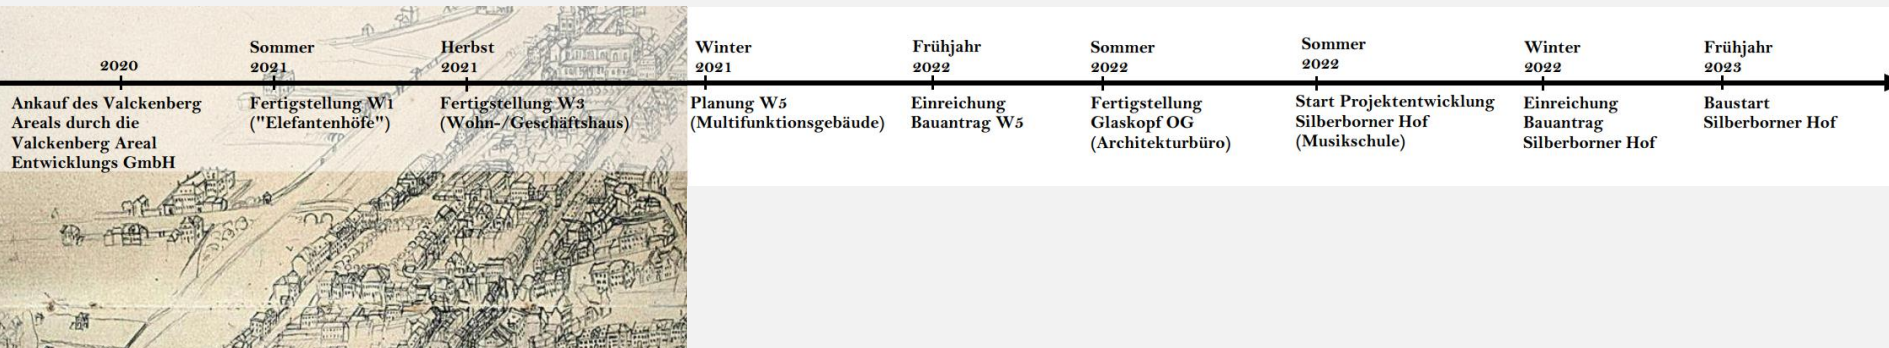 2020
Ankauf des Valckenberg
Areals durch die
Valckenberg Areal
Entwicklungs GmbH
Sommer
2021
Fertigstellung W1
("Elefantenhöfe")
Herbst
2021
Fertigstellung W3
(Wohn-/Geschäftshaus)
Winter
2021
Planung W5
(Multifunktionsgebäude)
Frühjahr
2022
Einreichung
Bauantrag W5
Sommer
2022
Fertigstellung
Glaskopf OG
(Architekturbüro)
Sommer
2022
Start Projektentwicklung
Silberborner Hof
(Musikschule)
Winter
2022
Einreichung
Bauantrag
Silberborner Hof
Frühjahr
2023
Baustart
Silberborner Hof